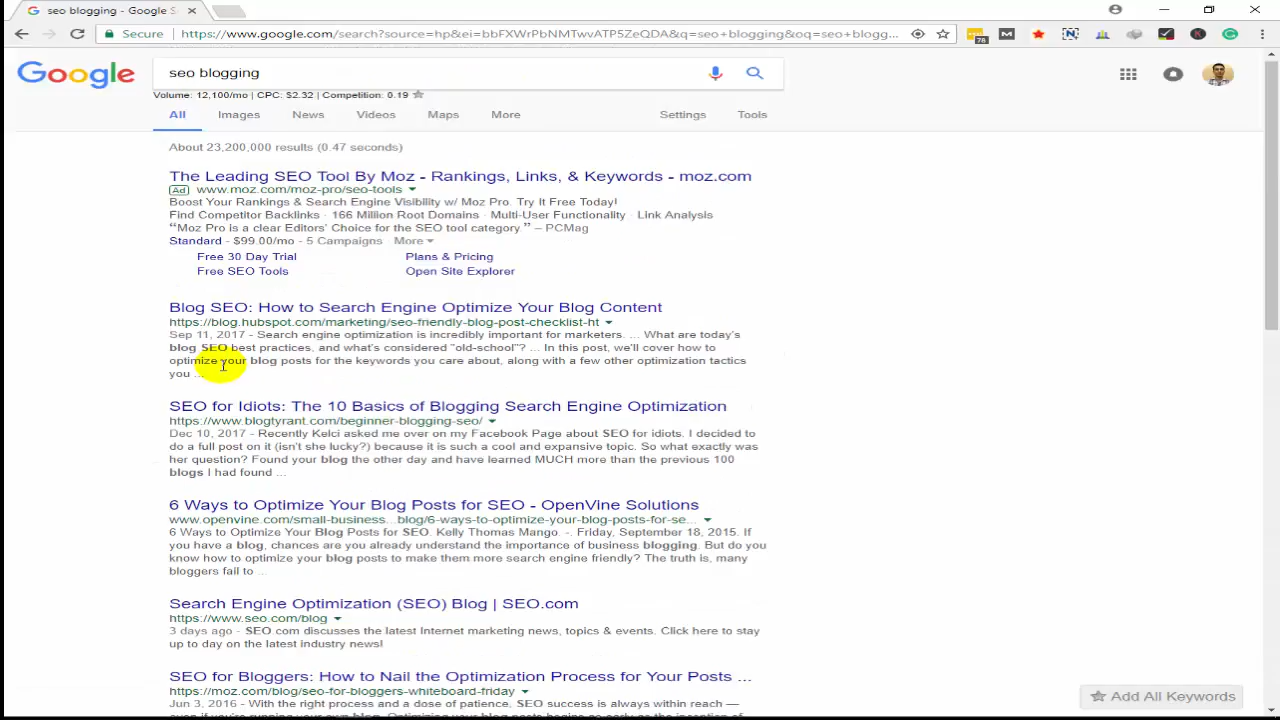 seo blogging - Google S
Secure | https://www.google.com/search?source=hp&ei=bbFXWrPbNMTwvATP5ZeQDA&q=seo+blogging&oq=seo+blogg...
78
Google
seo blogging
Volume: 12,100/mo | CPC: $2.32 | Competition: 0.19
All Images News Videos Maps More Settings Tools
About 23,200,000 results (0.47 seconds)
The Leading SEO Tool By Moz - Rankings, Links, & Keywords - moz.com
Ad www.moz.com/moz-pro/seo-tools
Boost Your Rankings & Search Engine Visibility w/ Moz Pro. Try It Free Today!
Find Competitor Backlinks · 166 Million Root Domains · Multi-User Functionality · Link Analysis
“Moz Pro is a clear Editors’ Choice for the SEO tool category.” – PCMag
Standard - $99.00/mo - 5 Campaigns · More
Free 30 Day Trial Plans & Pricing
Free SEO Tools Open Site Explorer
Blog SEO: How to Search Engine Optimize Your Blog Content
https://blog.hubspot.com/marketing/seo-friendly-blog-post-checklist-ht
Sep 11, 2017 - Search engine optimization is incredibly important for marketers. ... What are today's
blog SEO best practices, and what's considered "old-school"? ... In this post, we'll cover how to
optimize your blog posts for the keywords you care about, along with a few other optimization tactics
you ...
SEO for Idiots: The 10 Basics of Blogging Search Engine Optimization
https://www.blogtyrant.com/beginner-blogging-seo/
Dec 10, 2017 - Recently Kelci asked me over on my Facebook Page about SEO for idiots. I decided to
do a full post on it (isn't she lucky?) because it is such a cool and expansive topic. So what exactly was
her question? Found your blog the other day and have learned MUCH more than the previous 100
blogs I had found ...
6 Ways to Optimize Your Blog Posts for SEO - OpenVine Solutions
www.openvine.com/small-business...blog/6-ways-to-optimize-your-blog-posts-for-se...
6 Ways to Optimize Your Blog Posts for SEO. Kelly Thomas Mango. -. Friday, September 18, 2015. If
you have a blog, chances are you already understand the importance of business blogging. But do you
know how to optimize your blog posts to make them more search engine friendly? The truth is, many
bloggers fail to ...
Search Engine Optimization (SEO) Blog | SEO.com
https://www.seo.com/blog
3 days ago - SEO.com discusses the latest Internet marketing news, topics & events. Click here to stay
up to day on the latest industry news!
SEO for Bloggers: How to Nail the Optimization Process for Your Posts ...
https://moz.com/blog/seo-for-bloggers-whiteboard-friday
Jun 3, 2016 - With the right process and a dose of patience, SEO success is always within reach —
even if you're running your own blog. Optimizing your blog posts begins as early as the inception of
Add All Keywords